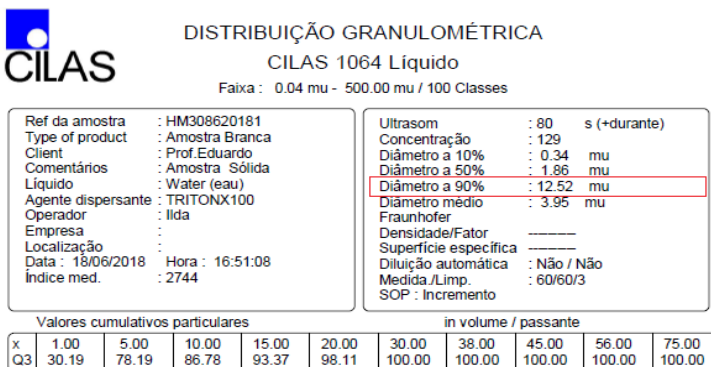 CILAS
DISTRIBUIÇÃO GRANULOMÉTRICA
CILAS 1064 Líquido
Faixa : 0.04 mu - 500.00 mu / 100 Classes
Ref da amostra : HM308620181
Type of product : Amostra Branca
Client : Prof.Eduardo
Comentários : Amostra Sólida
Líquido : Water (eau)
Agente dispersante : TRITONX100
Operador : Ilda
Empresa :
Localização :
Data : 18/06/2018 Hora : 16:51:08
Índice med. : 2744
Ultrasom : 80 s (+durante)
Concentração : 129
Diâmetro a 10% : 0.34 mu
Diâmetro a 50% : 1.86 mu
Diâmetro a 90% : 12.52 mu
Diâmetro médio : 3.95 mu
Fraunhofer
Densidade/Fator ----------
Superfície específica ----------
Diluição automática : Não / Não
Medida./Limp. : 60/60/3
SOP : Incremento
Valores cumulativos particulares in volume / passante
x 1.00 5.00 10.00 15.00 20.00 30.00 38.00 45.00 56.00 75.00
Q3 30.19 78.19 86.78 93.37 98.11 100.00 100.00 100.00 100.00 100.00